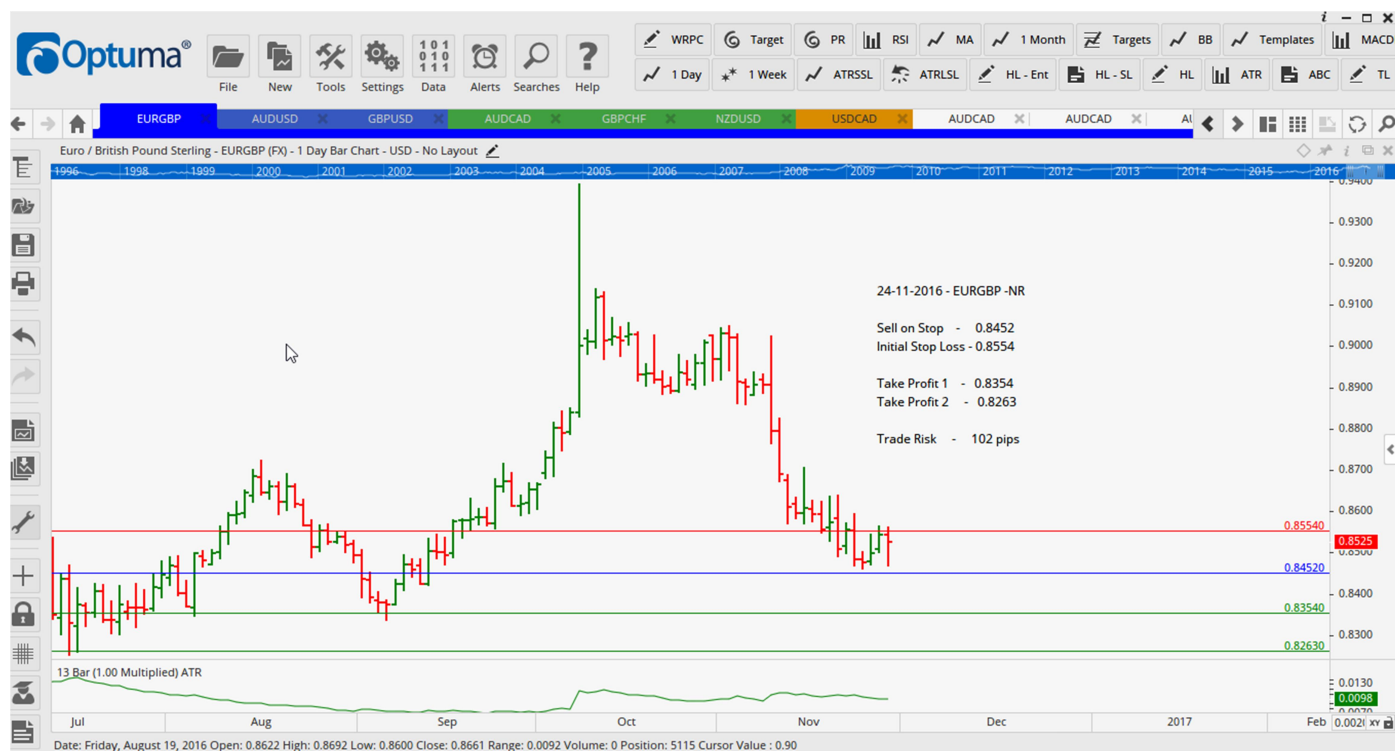 i
Optuma®
File New Tools Settings Data Alerts Searches Help
101
010
111
WRPC Target PR RSI MA 1 Month Targets BB Templates MACD
1 Day 1 Week ATRSSL ATRLSL HL - Ent HL - SL HL ATR ABC TL
EURGBP AUDUSD GBPUSD AUDCAD GBPCHF NZDUSD USDCAD AUDCAD AUDCAD
Euro / British Pound Sterling - EURGBP (FX) - 1 Day Bar Chart - USD - No Layout
1996 1998 1999 2000 2001 2002 2003 2004 2005 2006 2007 2008 2009 2010 2011 2012 2013 2014 2015 2016
0.9400
0.9300
0.9200
24-11-2016 - EURGBP -NR
0.9100
Sell on Stop - 0.8452
Initial Stop Loss - 0.8554
0.9000
Take Profit 1 - 0.8354
0.8900
Take Profit 2 - 0.8263
0.8800
Trade Risk - 102 pips
0.8700
0.8600
0.85540
0.8525
0.8500
0.84520
0.8400
0.83540
0.8300
0.82630
13 Bar (1.00 Multiplied) ATR
0.0130
0.0098
Jul Aug Sep Oct Nov Dec 2017 Feb XY
Date: Friday, August 19, 2016 Open: 0.8622 High: 0.8692 Low: 0.8600 Close: 0.8661 Range: 0.0092 Volume: 0 Position: 5115 Cursor Value : 0.90